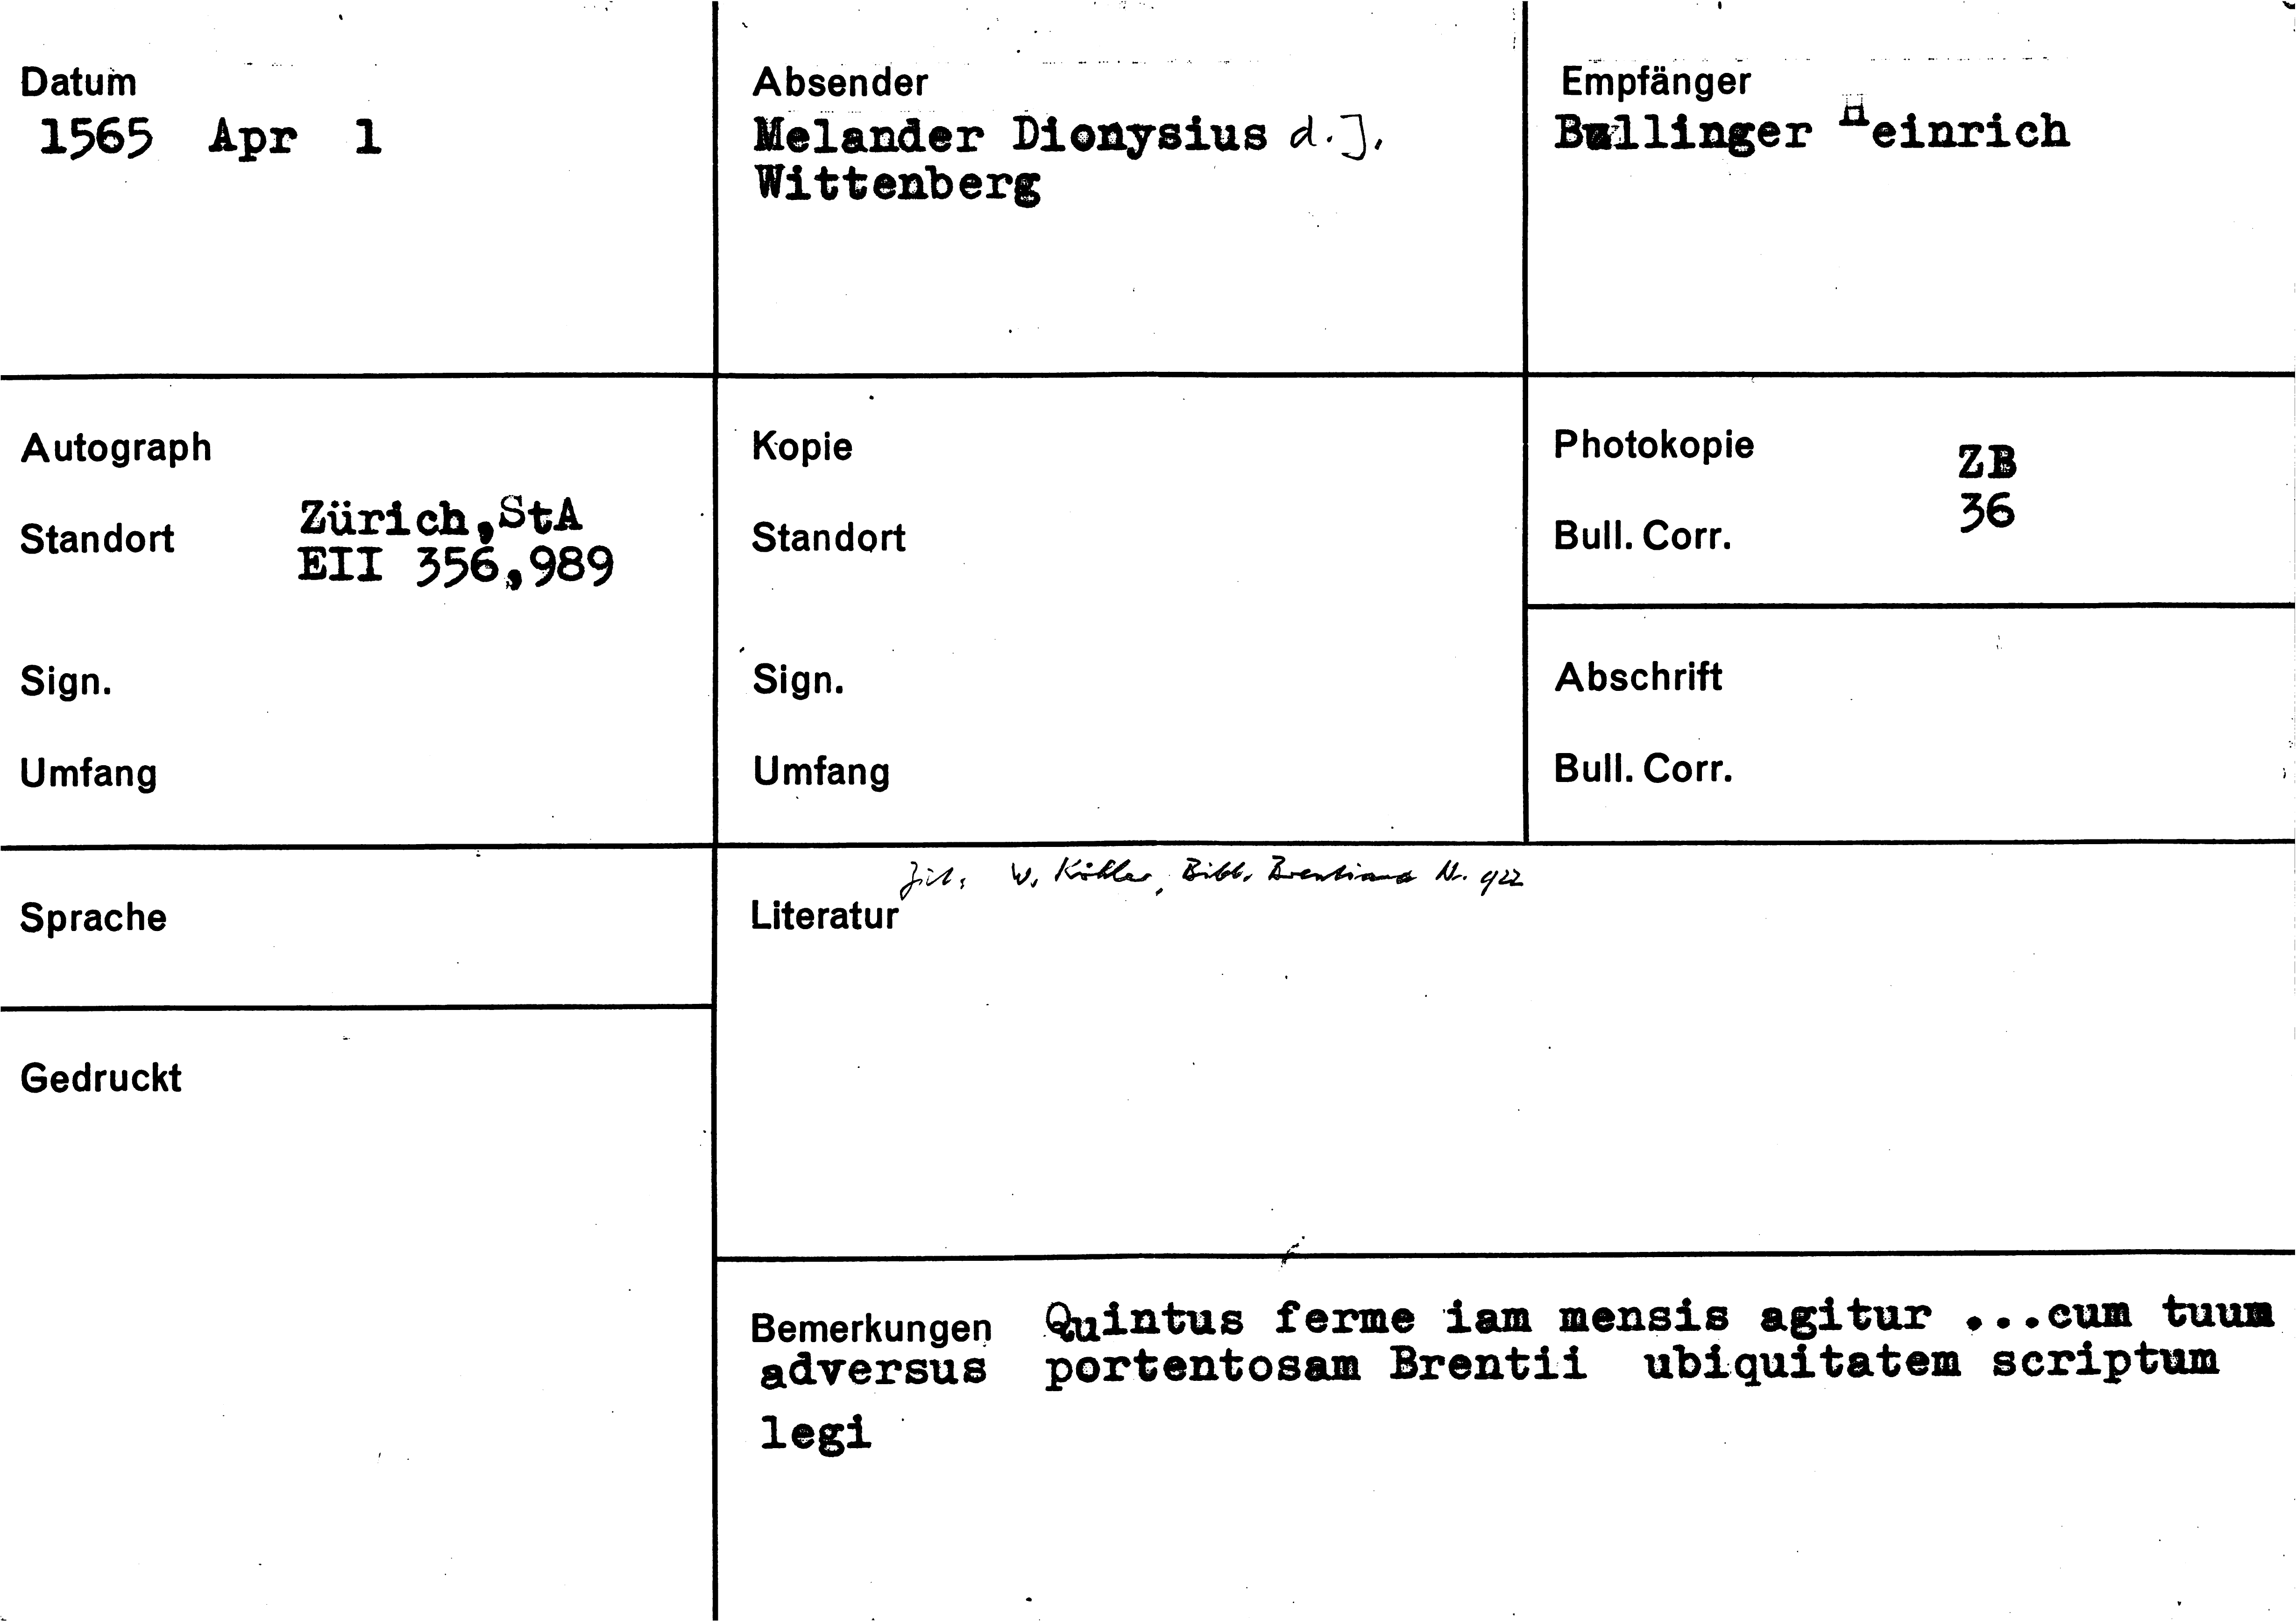 Datum
1565 Apr 1
Absender
Melander Dionysius d.J.
Wittenberg
Empfänger
Bullinger Heinrich
Autograph
Standort Zürich,StA
EII 356,989
Sign.
Umfang
Kopie
Standort
Sign.
Umfang
Photokopie ZB
Bull. Corr. 36
Abschrift
Bull. Corr.
Sprache
Gedruckt
Zit: W. Köhler, Bibl. Brentiana Nr. 922
Literatur
Bemerkungen Quintus ferme iam mensis agitur ...cum tuum
adversus portentosam Brentii ubiquitatem scriptum
legi